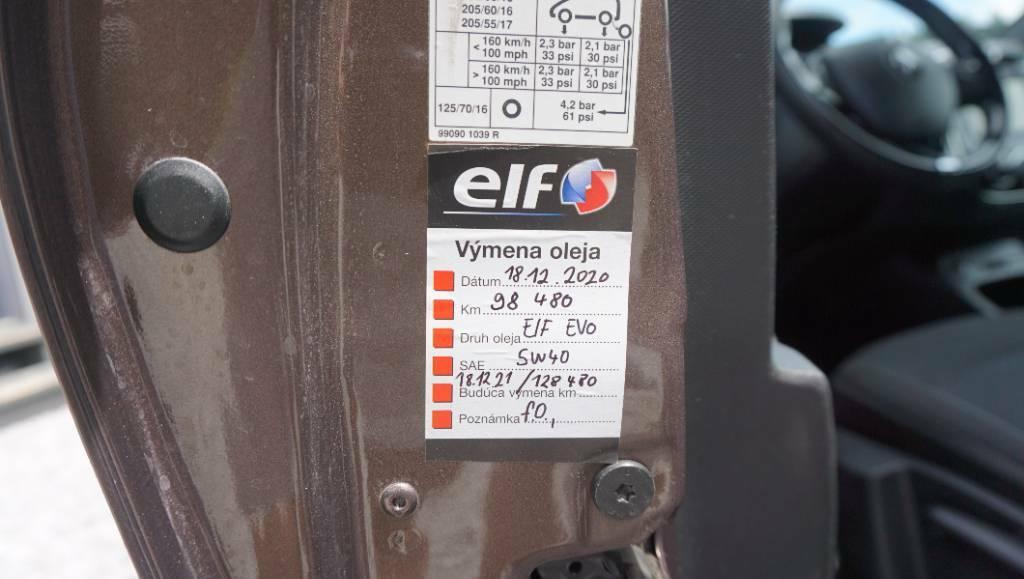 205/60/16
205/55/17
< 160 km/h 100 mph 2,3 bar 33 psi 2,1 bar 30 psi
> 160 km/h 100 mph 2,3 bar 33 psi 2,1 bar 30 psi
125/70/16 4,2 bar 61 psi
99090 1039 R
elf
Výmena oleja
Dátum 18.12.2020
Km 98 480
Druh oleja Elf EVO
SAE 5W40
18.12.21 / 128 480
Budúca výmena km
Poznámka f.O.,